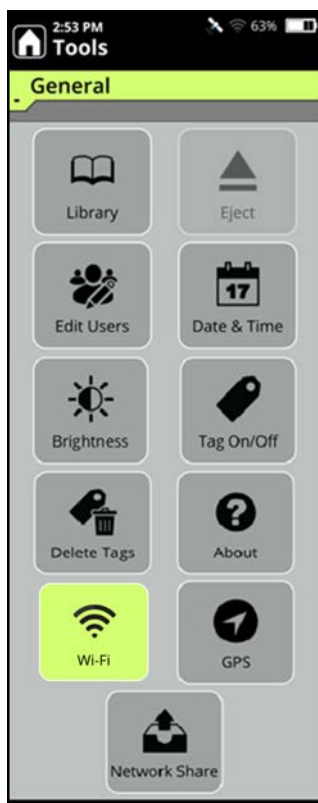 2:53 PM
63%
Tools
General
Library
Eject
Edit Users
17
Date & Time
Brightness
Tag On/Off
Delete Tags
?
About
Wi-Fi
GPS
Network Share